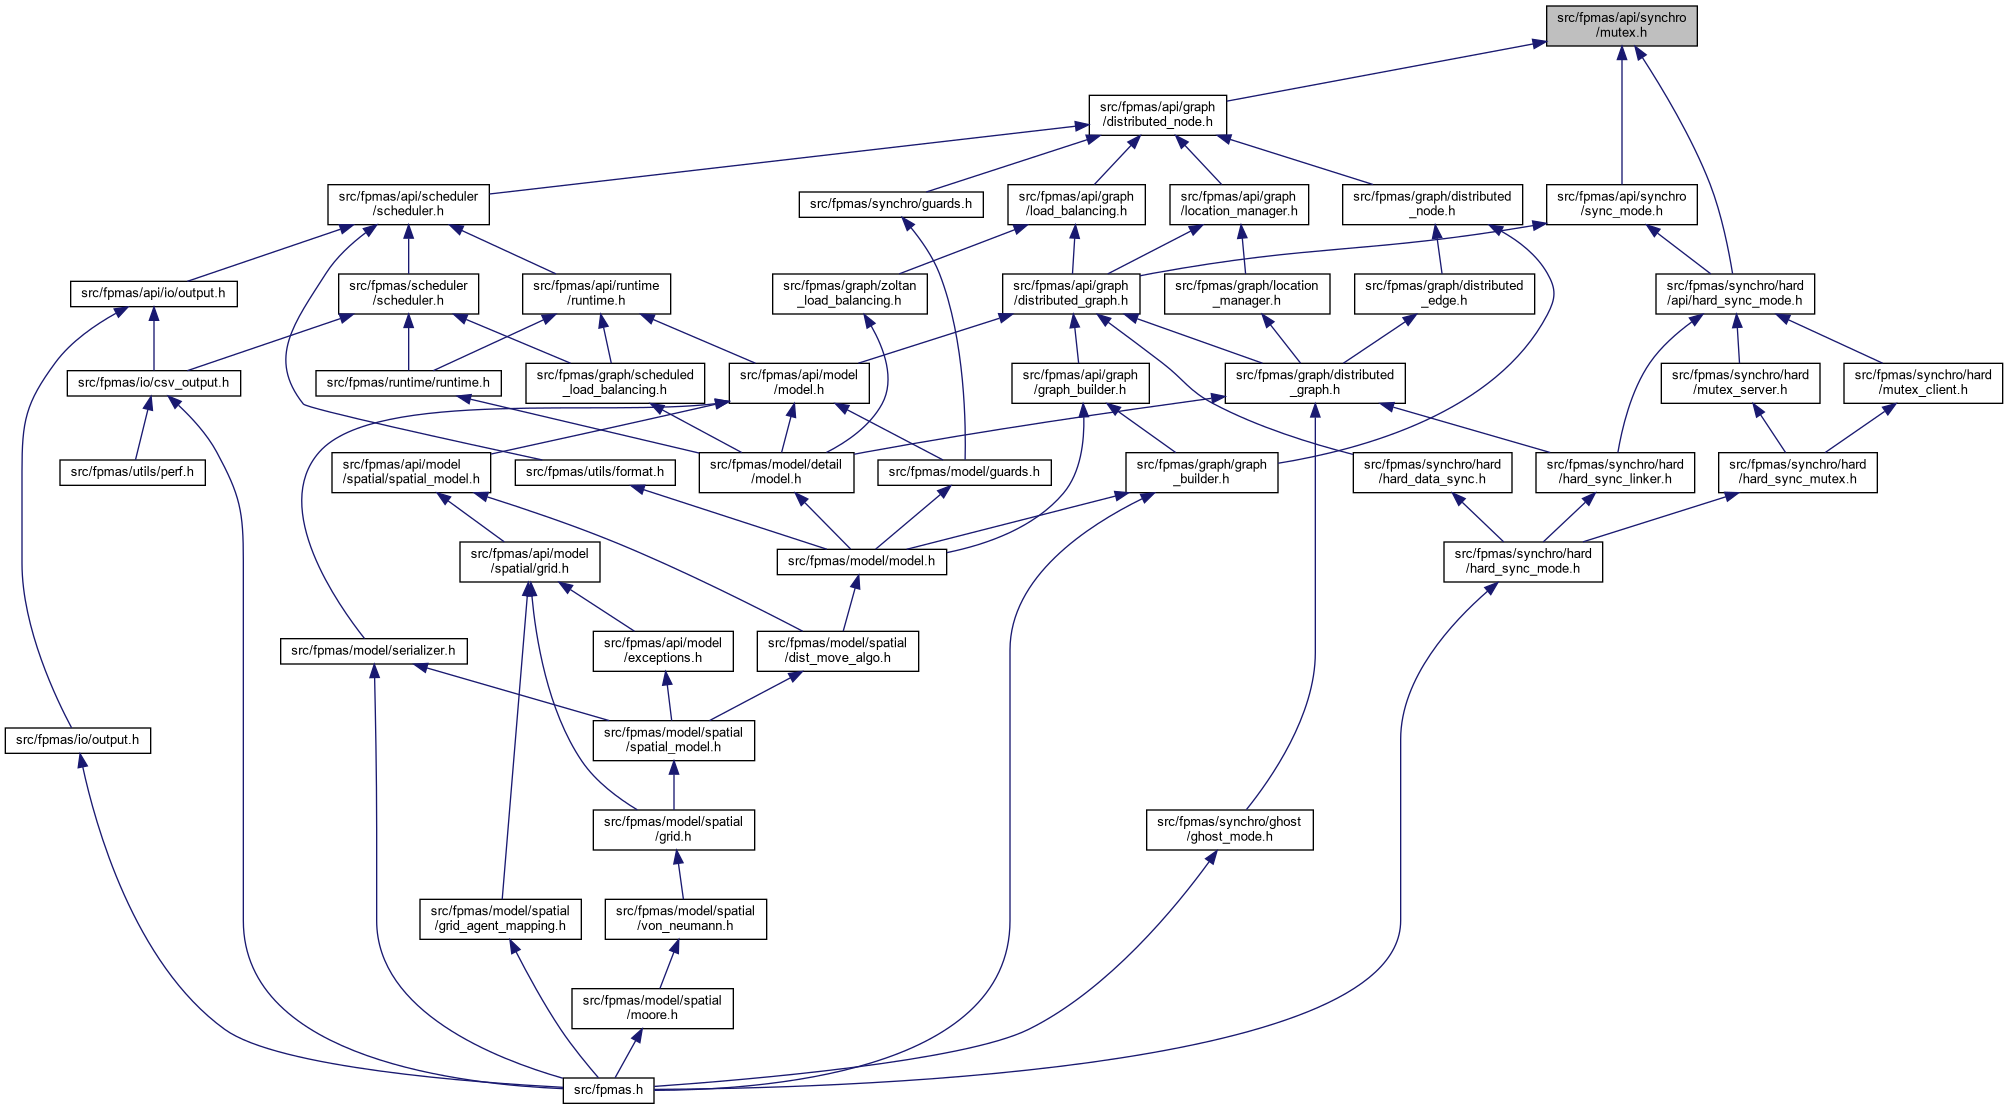 src/fpmas/api/synchro
/mutex.h
src/fpmas/api/graph
/distributed_node.h
src/fpmas/api/scheduler
/scheduler.h
src/fpmas/synchro/guards.h
src/fpmas/api/graph
/load_balancing.h
src/fpmas/api/graph
/location_manager.h
src/fpmas/graph/distributed
_node.h
src/fpmas/api/synchro
/sync_mode.h
src/fpmas/api/io/output.h
src/fpmas/scheduler
/scheduler.h
src/fpmas/api/runtime
/runtime.h
src/fpmas/graph/zoltan
_load_balancing.h
src/fpmas/api/graph
/distributed_graph.h
src/fpmas/graph/location
_manager.h
src/fpmas/graph/distributed
_edge.h
src/fpmas/synchro/hard
/api/hard_sync_mode.h
src/fpmas/io/csv_output.h
src/fpmas/runtime/runtime.h
src/fpmas/graph/scheduled
_load_balancing.h
src/fpmas/api/model
/model.h
src/fpmas/api/graph
/graph_builder.h
src/fpmas/graph/distributed
_graph.h
src/fpmas/synchro/hard
/mutex_server.h
src/fpmas/synchro/hard
/mutex_client.h
src/fpmas/utils/perf.h
src/fpmas/api/model
/spatial/spatial_model.h
src/fpmas/utils/format.h
src/fpmas/model/detail
/model.h
src/fpmas/model/guards.h
src/fpmas/graph/graph
_builder.h
src/fpmas/synchro/hard
/hard_data_sync.h
src/fpmas/synchro/hard
/hard_sync_linker.h
src/fpmas/synchro/hard
/hard_sync_mutex.h
src/fpmas/api/model
/spatial/grid.h
src/fpmas/model/model.h
src/fpmas/synchro/hard
/hard_sync_mode.h
src/fpmas/model/serializer.h
src/fpmas/api/model
/exceptions.h
src/fpmas/model/spatial
/dist_move_algo.h
src/fpmas/io/output.h
src/fpmas/model/spatial
/spatial_model.h
src/fpmas/model/spatial
/grid.h
src/fpmas/synchro/ghost
/ghost_mode.h
src/fpmas/model/spatial
/grid_agent_mapping.h
src/fpmas/model/spatial
/von_neumann.h
src/fpmas/model/spatial
/moore.h
src/fpmas.h